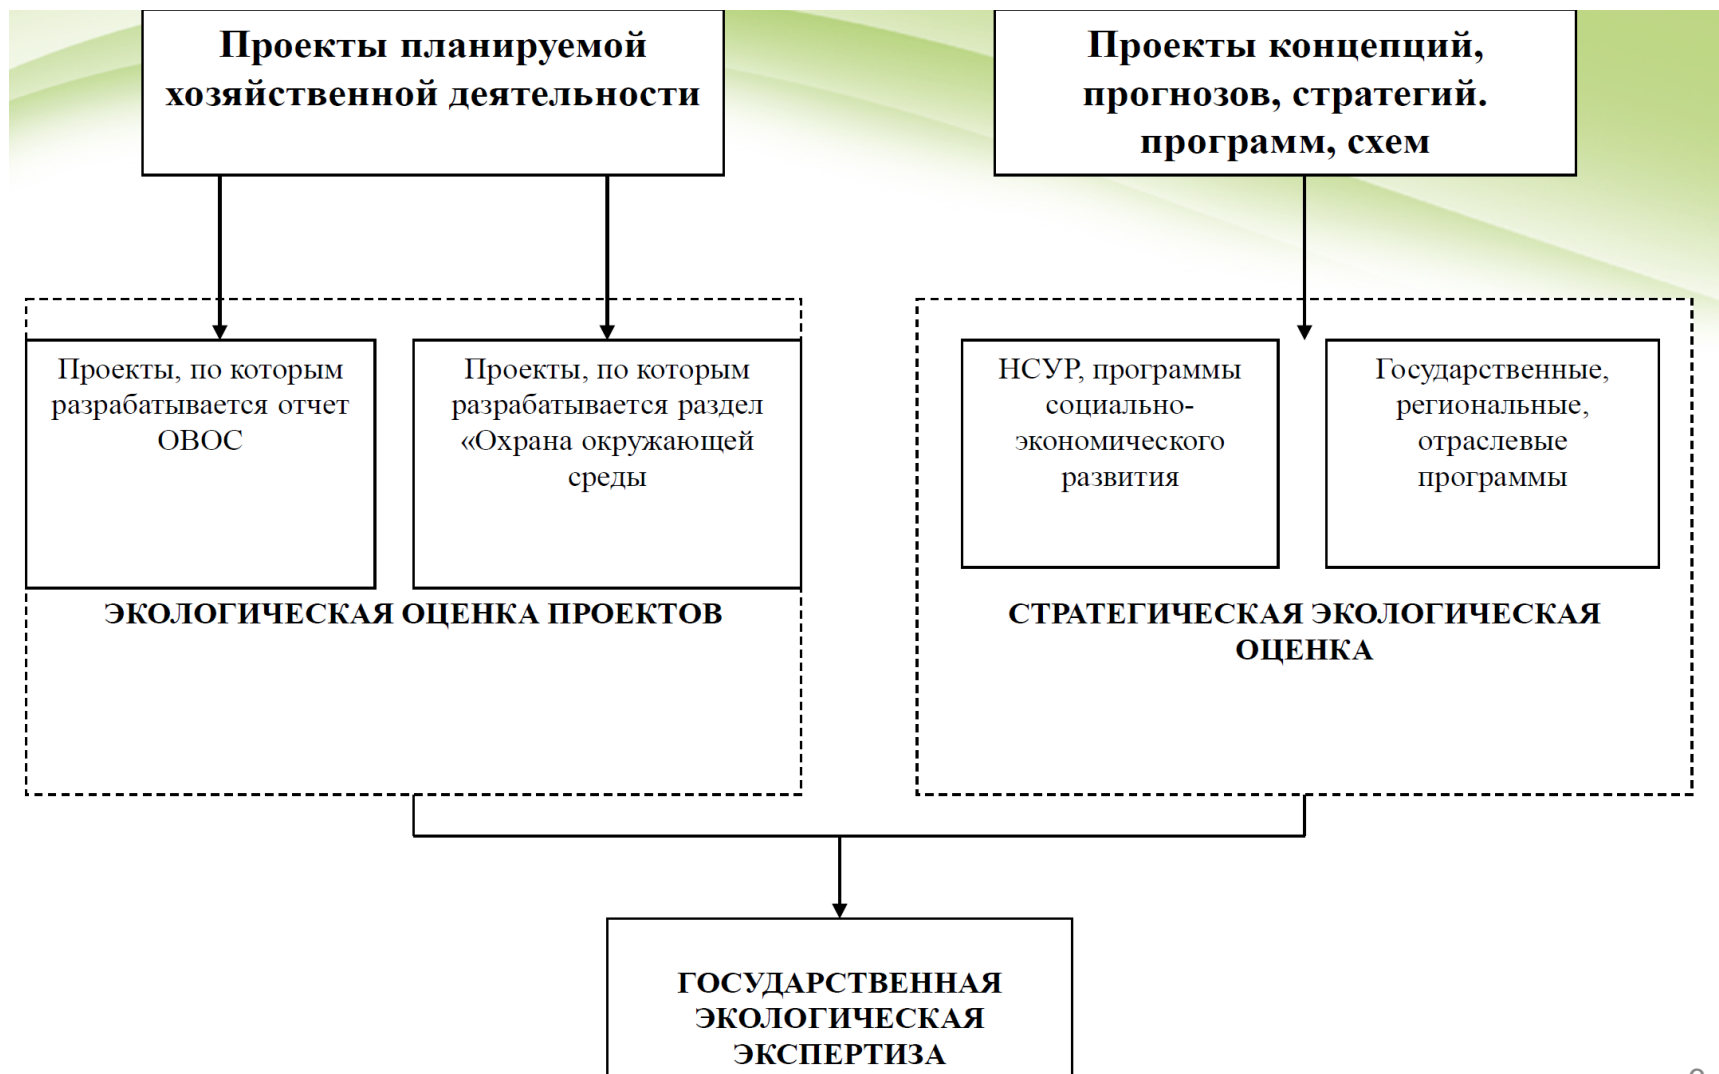 Проекты планируемой
хозяйственной деятельности
Проекты концепций,
прогнозов, стратегий.
программ, схем
Проекты, по которым
разрабатывается отчет
ОВОС
Проекты, по которым
разрабатывается раздел
«Охрана окружающей
среды
НСУР, программы
социально-
экономического
развития
Государственные,
региональные,
отраслевые
программы
ЭКОЛОГИЧЕСКАЯ ОЦЕНКА ПРОЕКТОВ
СТРАТЕГИЧЕСКАЯ ЭКОЛОГИЧЕСКАЯ
ОЦЕНКА
ГОСУДАРСТВЕННАЯ
ЭКОЛОГИЧЕСКАЯ
ЭКСПЕРТИЗА